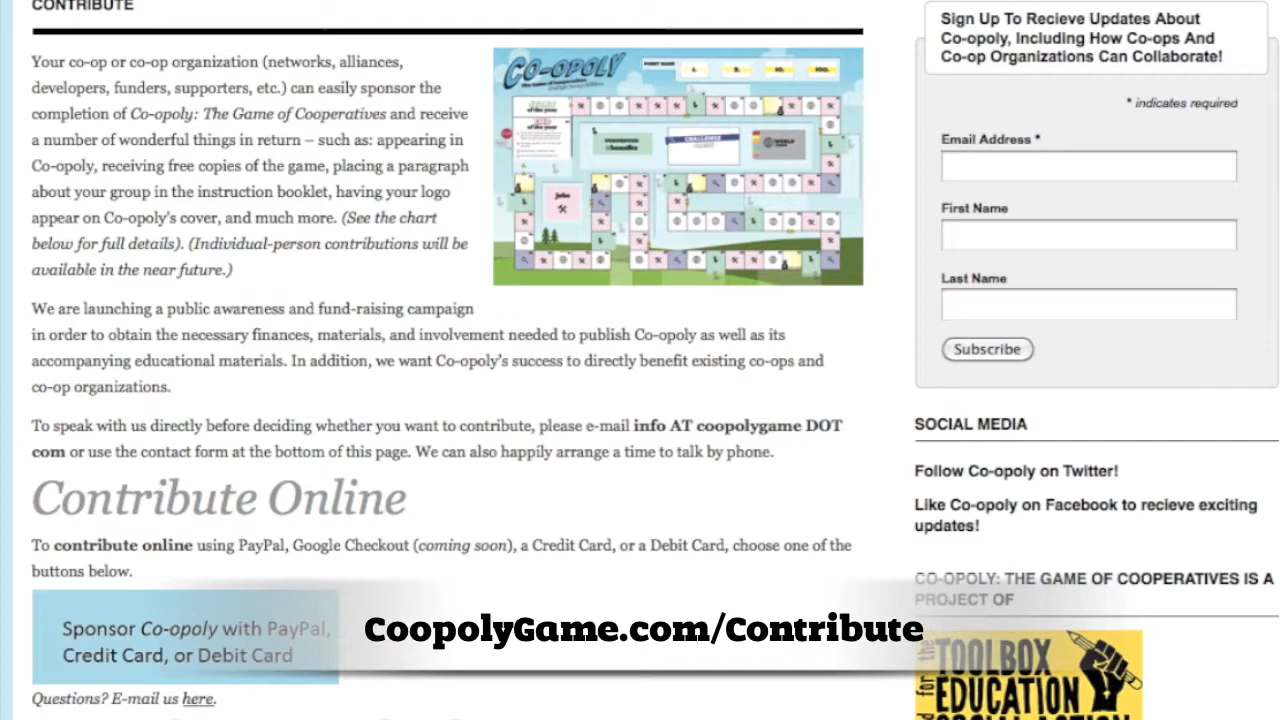 CONTRIBUTE
Your co-op or co-op organization (networks, alliances,
developers, funders, supporters, etc.) can easily sponsor the
completion of Co-opoly: The Game of Cooperatives and receive
a number of wonderful things in return – such as: appearing in
Co-opoly, receiving free copies of the game, placing a paragraph
about your group in the instruction booklet, having your logo
appear on Co-opoly's cover, and much more. (See the chart
below for full details). (Individual-person contributions will be
available in the near future.)
CO-OPOLY
POINT BANK
CHALLENGE
Jobs
We are launching a public awareness and fund-raising campaign
in order to obtain the necessary finances, materials, and involvement needed to publish Co-opoly as well as its
accompanying educational materials. In addition, we want Co-opoly's success to directly benefit existing co-ops and
co-op organizations.
To speak with us directly before deciding whether you want to contribute, please e-mail info AT coopolygame DOT
com or use the contact form at the bottom of this page. We can also happily arrange a time to talk by phone.
Contribute Online
To contribute online using PayPal, Google Checkout (coming soon), a Credit Card, or a Debit Card, choose one of the
buttons below.
Sponsor Co-opoly with PayPal,
Credit Card, or Debit Card
CoopolyGame.com/Contribute
Questions? E-mail us here.
Sign Up To Recieve Updates About
Co-opoly, Including How Co-ops And
Co-op Organizations Can Collaborate!
* indicates required
Email Address *
First Name
Last Name
Subscribe
SOCIAL MEDIA
Follow Co-opoly on Twitter!
Like Co-opoly on Facebook to recieve exciting
updates!
CO-OPOLY: THE GAME OF COOPERATIVES IS A
PROJECT OF
for the
TOOLBOX
EDUCATION
SOCIAL ACTION